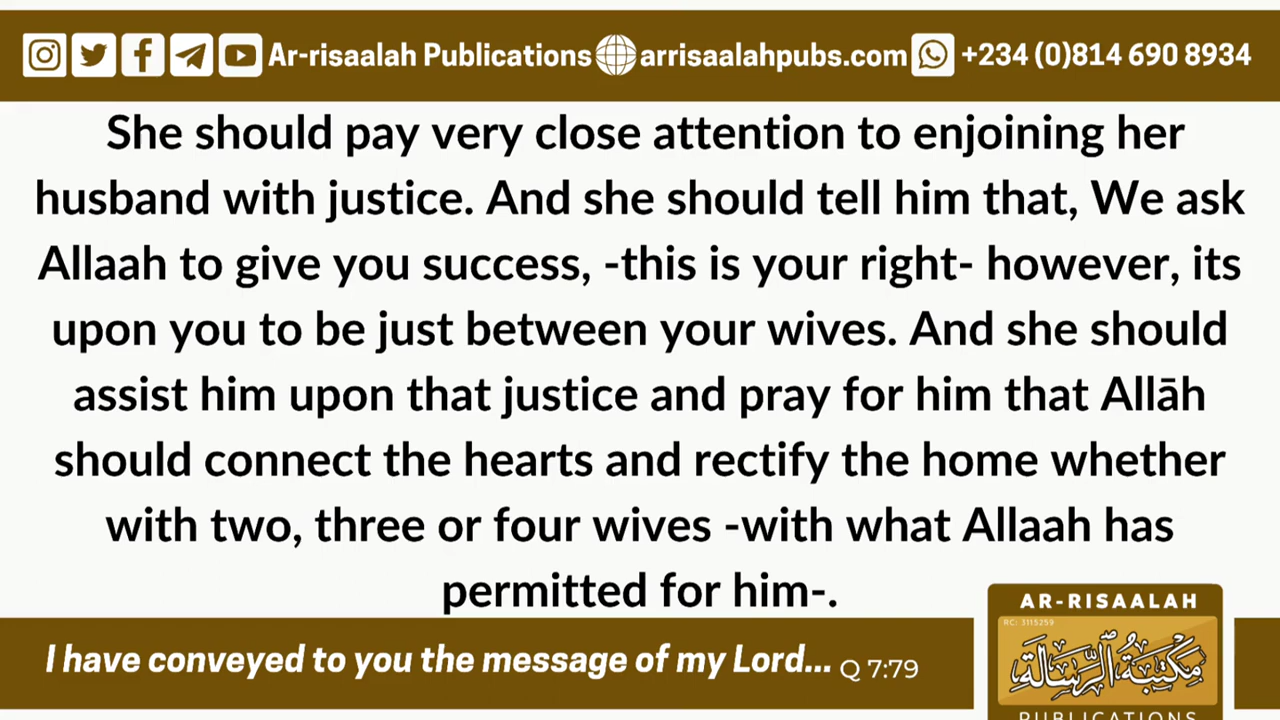 Ar-risaalah Publications arrisaalahpubs.com +234 (0)814 690 8934
She should pay very close attention to enjoining her
husband with justice. And she should tell him that, We ask
Allaah to give you success, -this is your right- however, its
upon you to be just between your wives. And she should
assist him upon that justice and pray for him that Allāh
should connect the hearts and rectify the home whether
with two, three or four wives -with what Allaah has
permitted for him-.
I have conveyed to you the message of my Lord... Q 7:79
AR-RISAALAH
RC: 3115259
مكتبة الرسالة
PUBLICATIONS